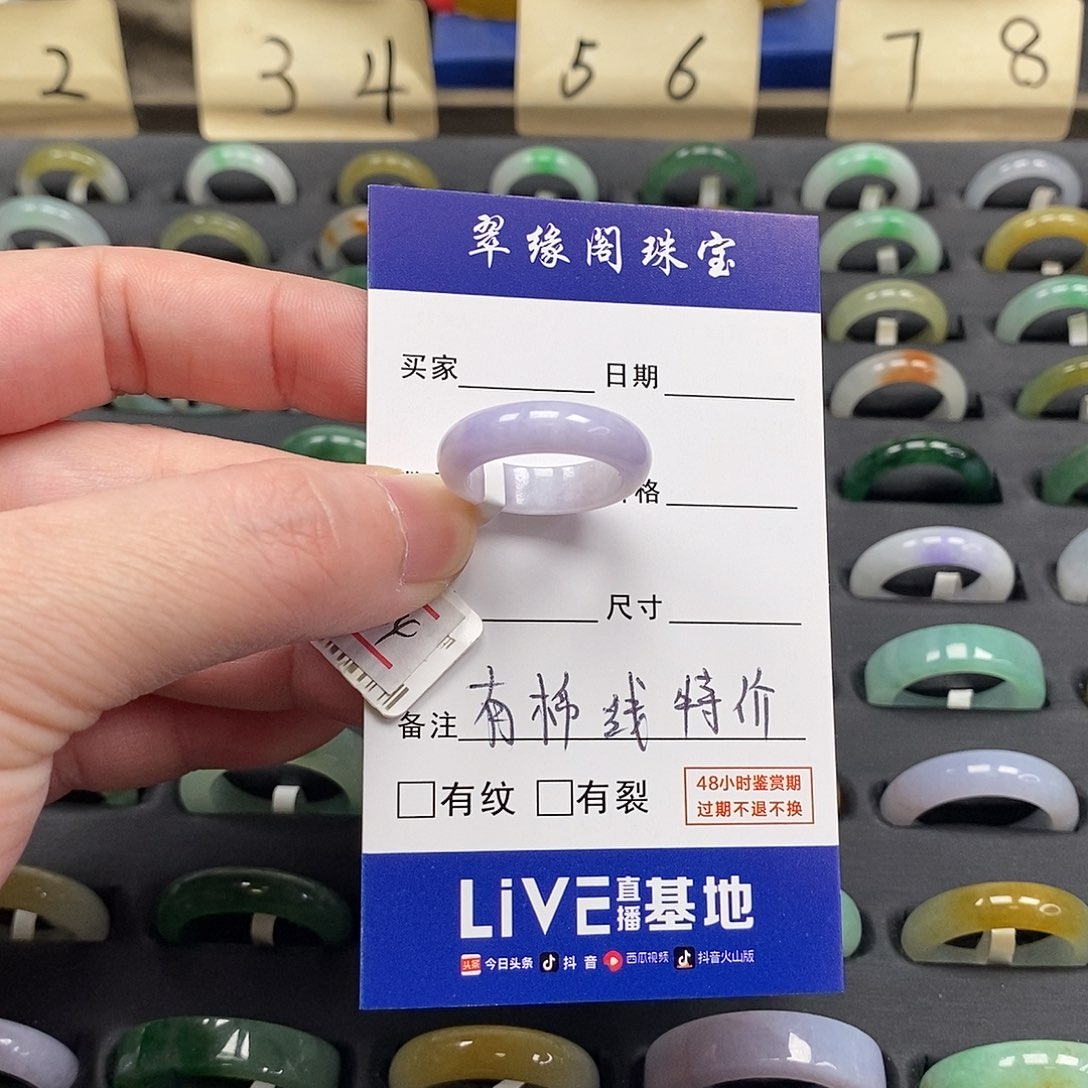 2
3 4
5 6
7 8
翠缘阁珠宝
买家 日期
格
尺寸
备注 有棉线特价
有纹 有裂
48小时鉴赏期
过期不退不换
LiVE直播基地
今日头条 抖音 西瓜视频 抖音火山版